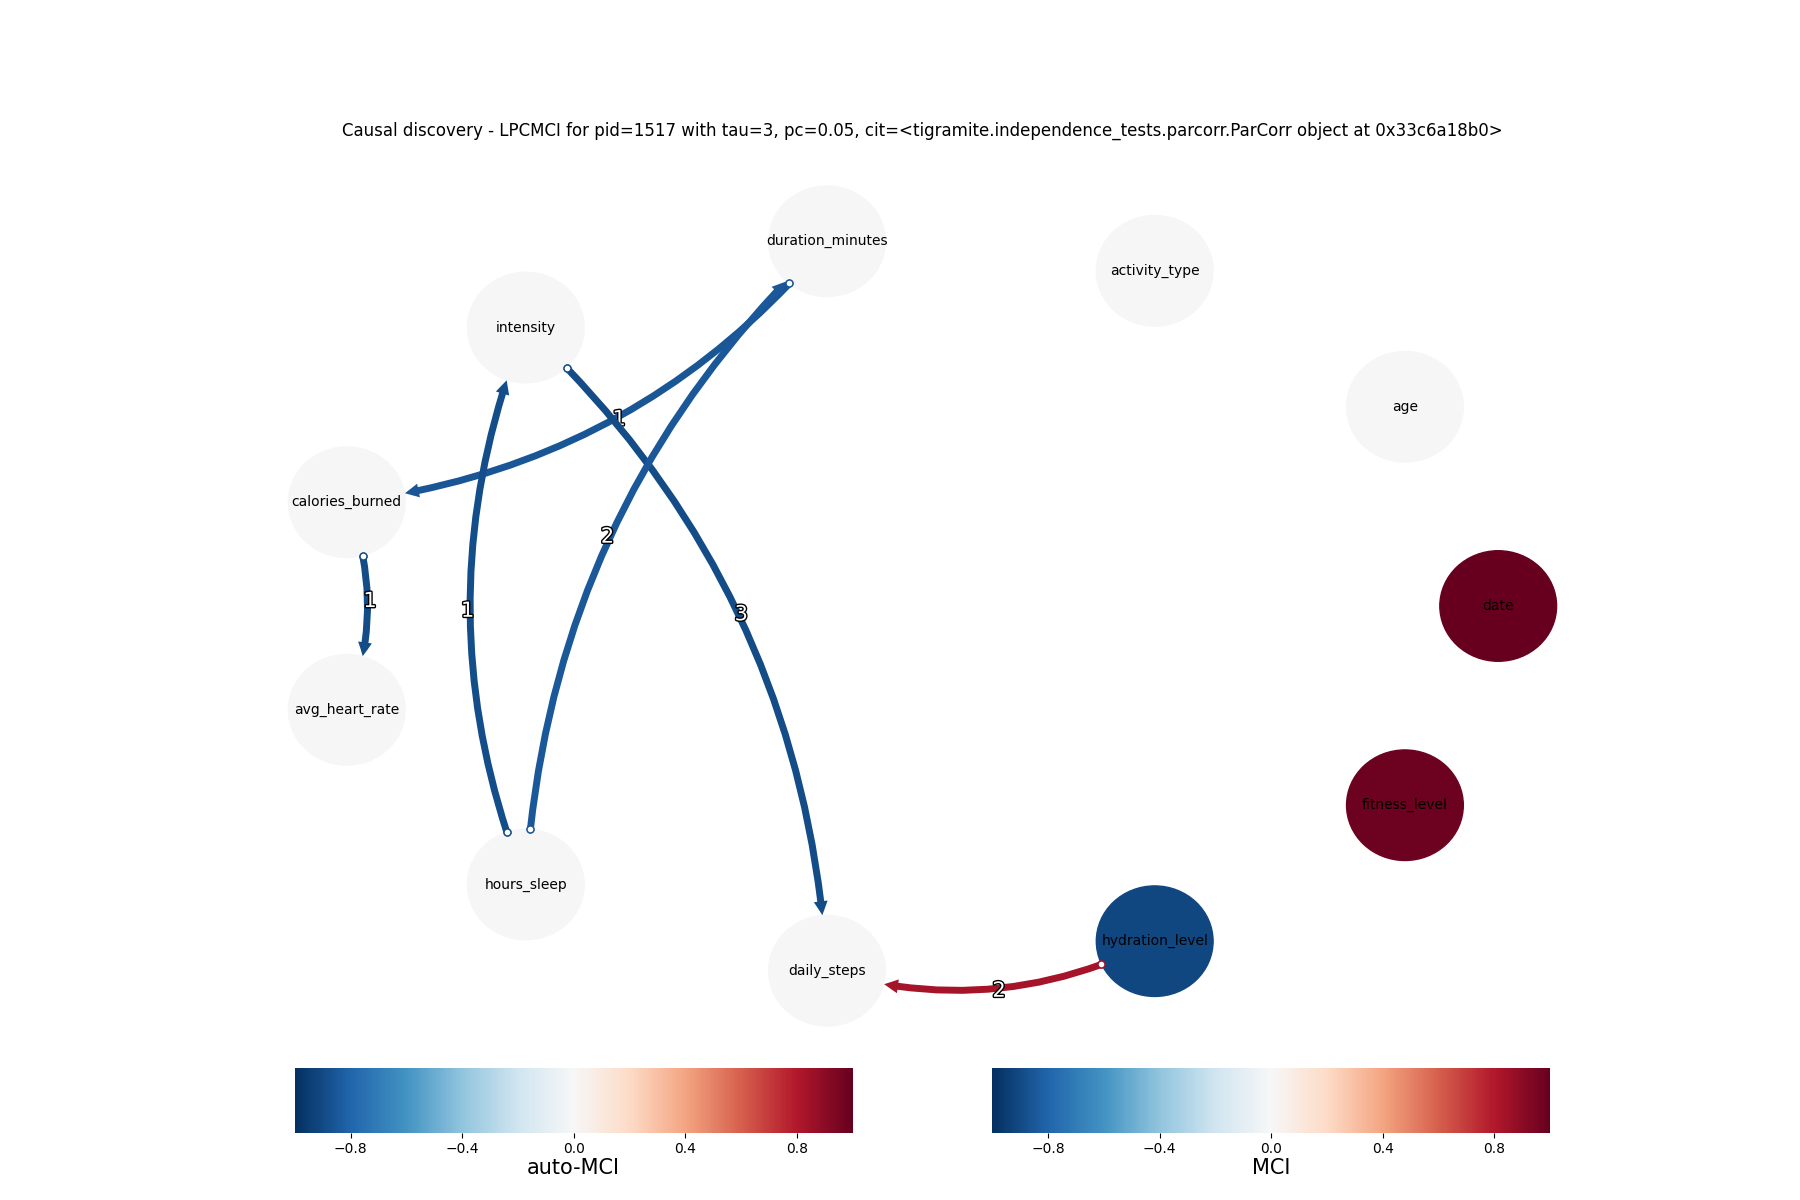 Causal discovery - LPCMCI for pid=1517 with tau=3, pc=0.05, cit=<tigramite.independence_tests.parcorr.ParCorr object at 0x33c6a18b0>
duration_minutes
activity_type
intensity
age
1
calories_burned
2
1
1
3
date
avg_heart_rate
fitness_level
hours_sleep
hydration_level
daily_steps
2
−0.8 −0.4 0.0 0.4 0.8
auto-MCI
−0.8 −0.4 0.0 0.4 0.8
MCI